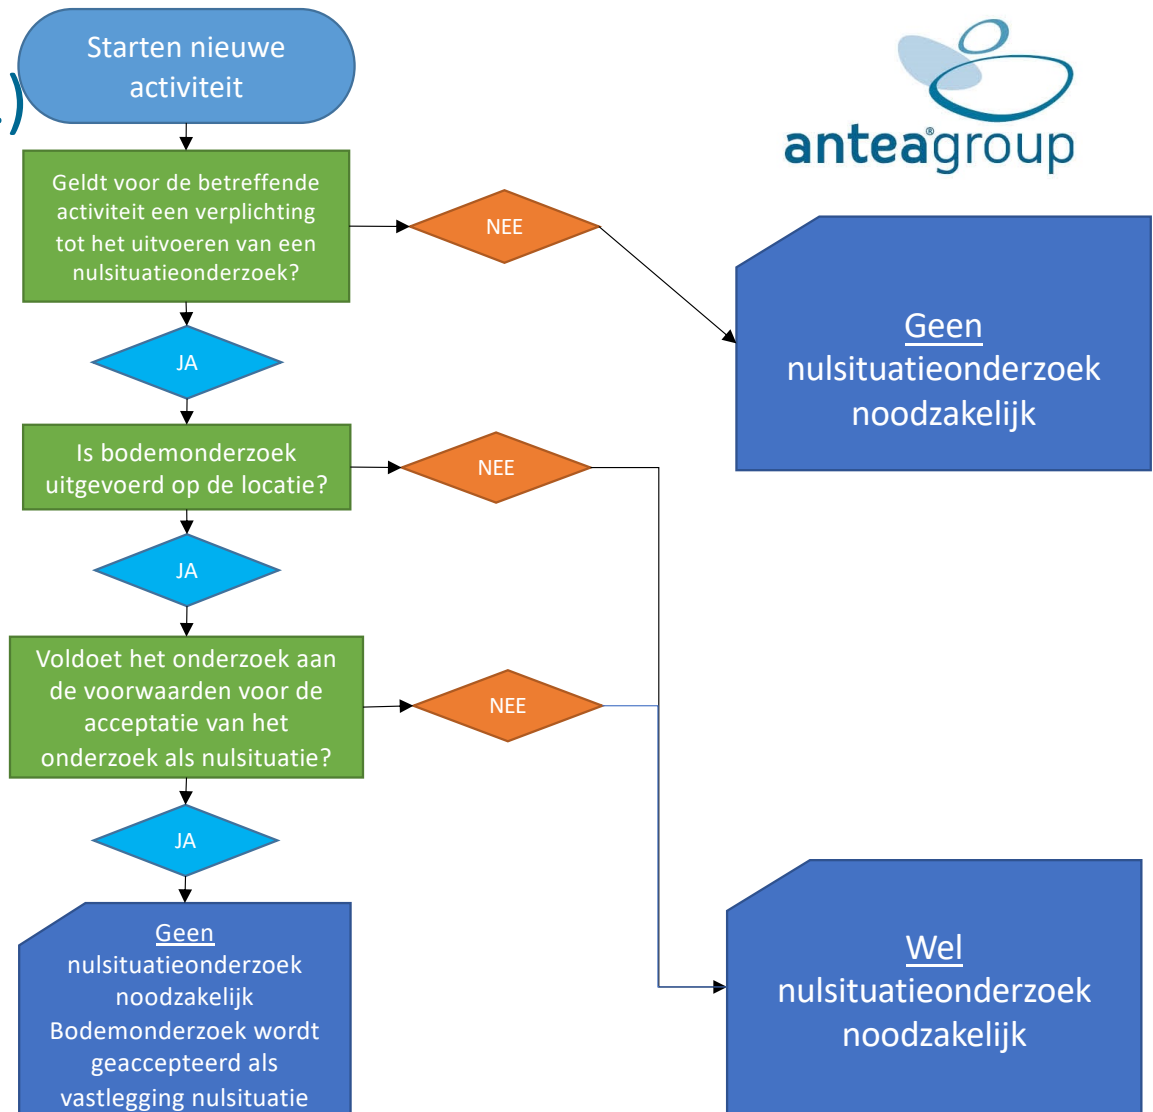 Starten nieuwe
activiteit
)
antea®group
Geldt voor de betreffende
activiteit een verplichting
tot het uitvoeren van een
nulsituatieonderzoek?
NEE
Geen
nulsituatieonderzoek
noodzakelijk
JA
Is bodemonderzoek
uitgevoerd op de locatie?
NEE
JA
Voldoet het onderzoek aan
de voorwaarden voor de
acceptatie van het
onderzoek als nulsituatie?
NEE
JA
Geen
nulsituatieonderzoek
noodzakelijk
Bodemonderzoek wordt
geaccepteerd als
vastlegging nulsituatie
Wel
nulsituatieonderzoek
noodzakelijk